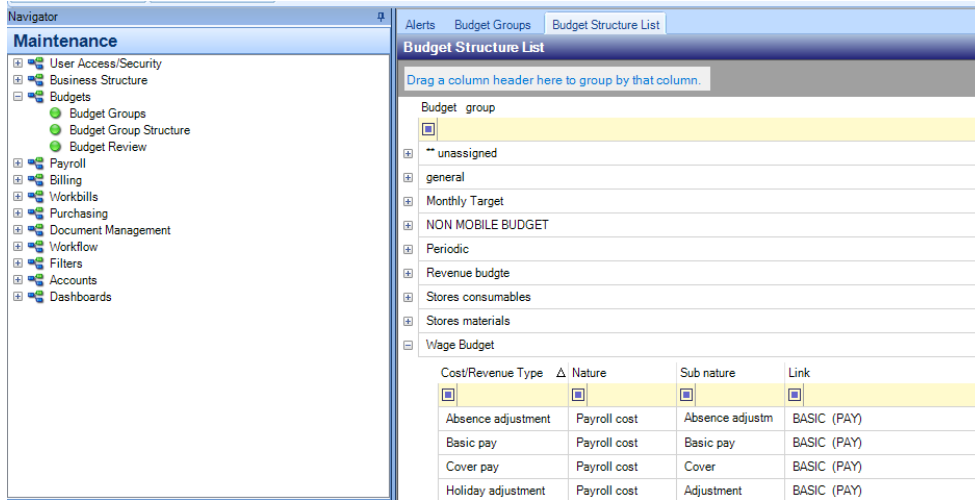 Navigator
Maintenance
User Access/Security
Business Structure
Budgets
Budget Groups
Budget Group Structure
Budget Review
Payroll
Billing
Workbills
Purchasing
Document Management
Workflow
Filters
Accounts
Dashboards
Alerts Budget Groups Budget Structure List
Budget Structure List
Drag a column header here to group by that column.
Budget group
** unassigned
general
Monthly Target
NON MOBILE BUDGET
Periodic
Revenue budgte
Stores consumables
Stores materials
Wage Budget
Cost/Revenue Type Nature Sub nature Link
Absence adjustment Payroll cost Absence adjustm BASIC (PAY)
Basic pay Payroll cost Basic pay BASIC (PAY)
Cover pay Payroll cost Cover BASIC (PAY)
Holiday adjustment Payroll cost Adjustment BASIC (PAY)